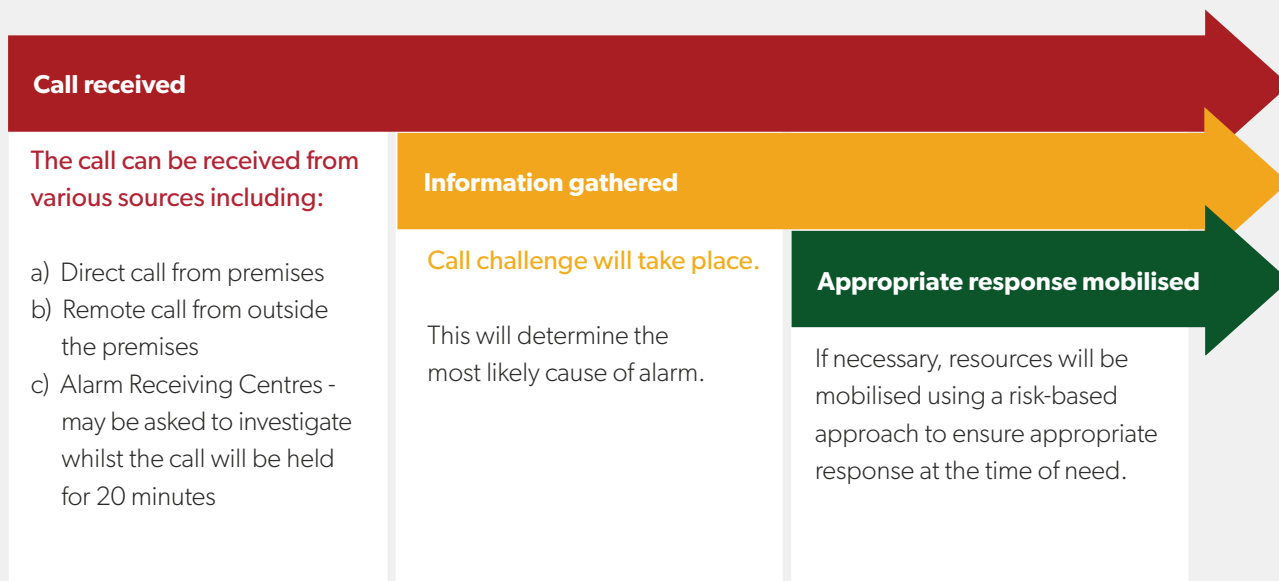 Call received
The call can be received from
various sources including:
a) Direct call from premises
b) Remote call from outside
the premises
c) Alarm Receiving Centres -
may be asked to investigate
whilst the call will be held
for 20 minutes
Information gathered
Call challenge will take place.
This will determine the
most likely cause of alarm.
Appropriate response mobilised
If necessary, resources will be
mobilised using a risk-based
approach to ensure appropriate
response at the time of need.